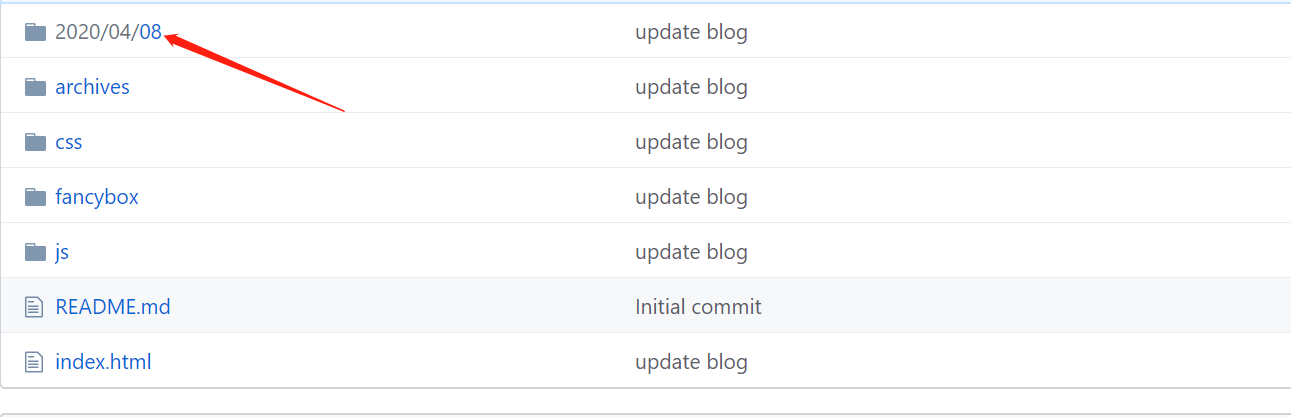 2020/04/08 update blog
archives update blog
css update blog
fancybox update blog
js update blog
README.md Initial commit
index.html update blog